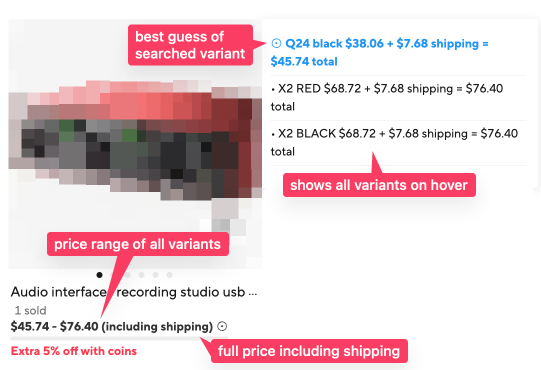 best guess of
searched variant
Q24 black $38.06 + $7.68 shipping =
$45.74 total
• X2 RED $68.72 + $7.68 shipping = $76.40
total
• X2 BLACK $68.72 + $7.68 shipping = $76.40
total
shows all variants on hover
price range of all variants
Audio interface recording studio usb ...
1 sold
$45.74 - $76.40 (including shipping)
Extra 5% off with coins
full price including shipping